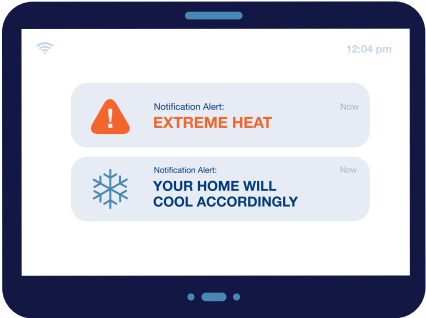 12:04 pm
Notification Alert:
Now
EXTREME HEAT
Notification Alert:
Now
YOUR HOME WILL
COOL ACCORDINGLY